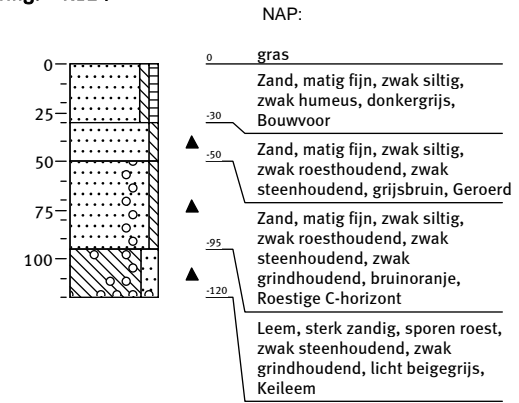 NAP:
0
gras
Zand, matig fijn, zwak siltig,
zwak humeus, donkergrijs,
Bouwvoor
-30
Zand, matig fijn, zwak siltig,
zwak roesthoudend, zwak
steenhoudend, grijsbruin, Geroerd
-50
Zand, matig fijn, zwak siltig,
zwak roesthoudend, zwak
steenhoudend, zwak
grindhoudend, bruinoranje,
Roestige C-horizont
-95
Leem, sterk zandig, sporen roest,
zwak steenhoudend, zwak
grindhoudend, licht beigegrijs,
Keileem
-120
0
25
50
75
100